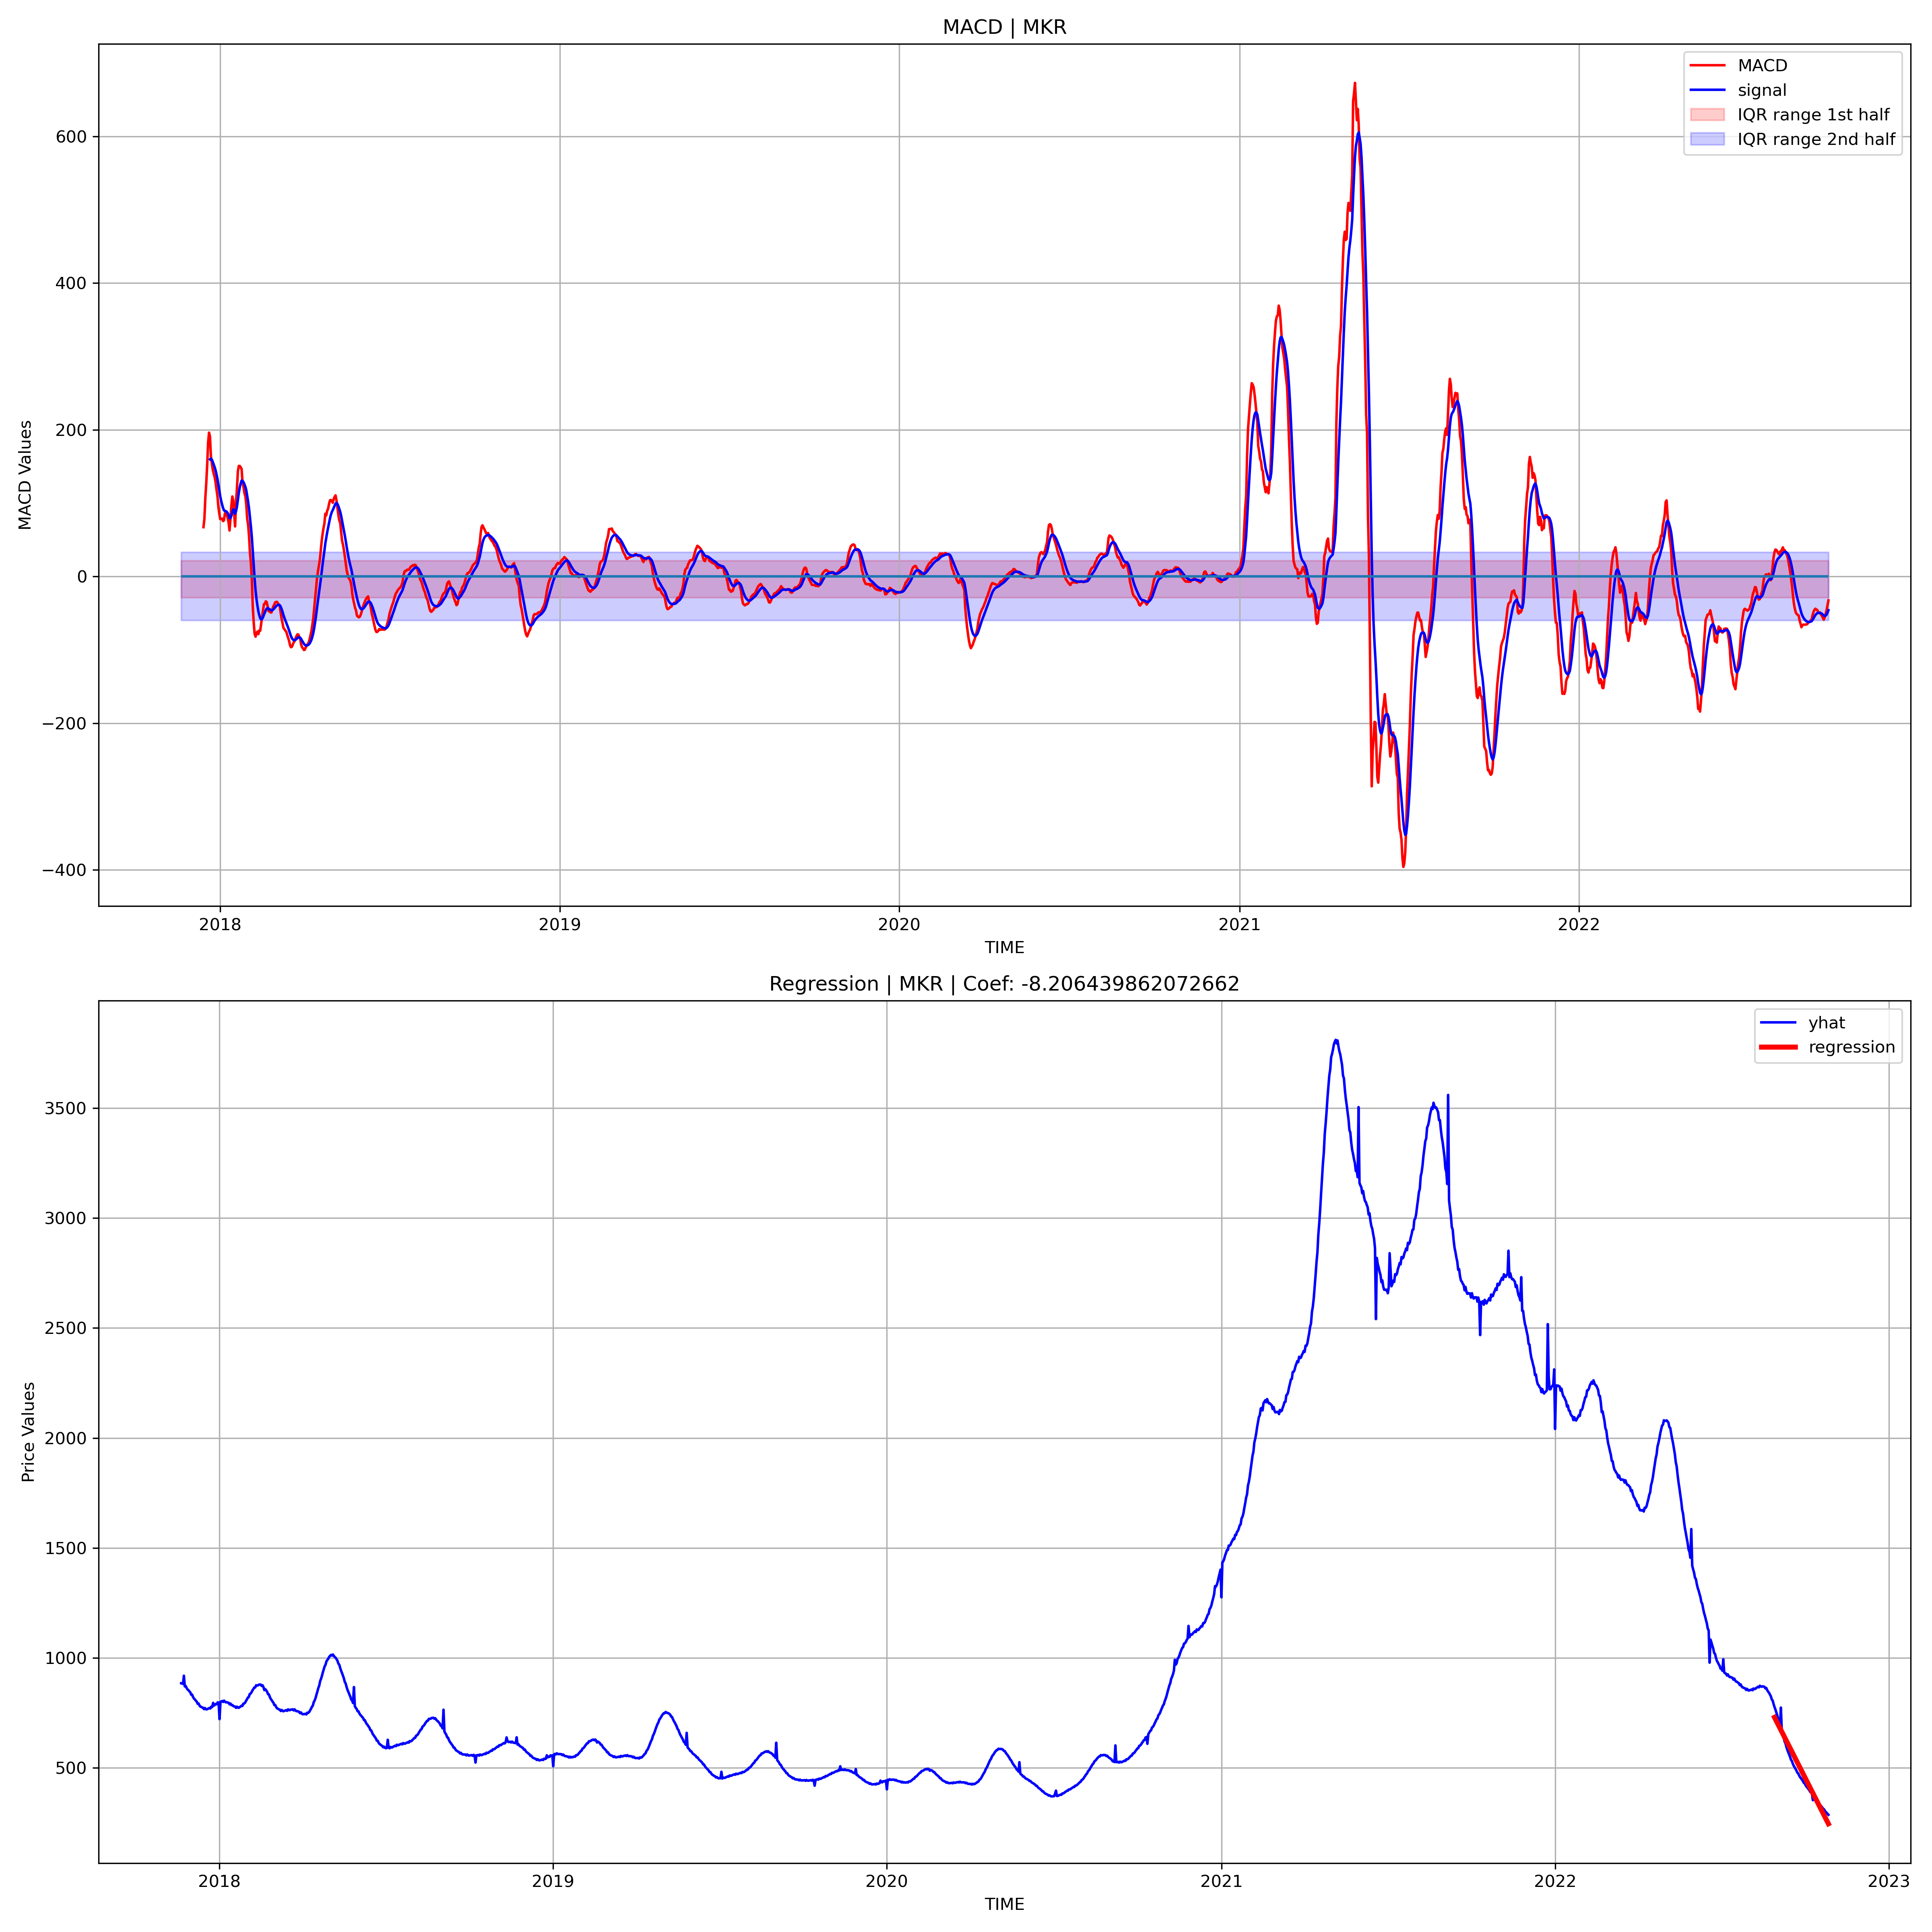 MACD | MKR
MACD
signal
IQR range 1st half
IQR range 2nd half
600
400
200
0
−200
−400
MACD Values
2018
2019
2020
2021
2022
TIME
Regression | MKR | Coef: -8.206439862072662
yhat
regression
3500
3000
2500
2000
1500
1000
500
Price Values
2018
2019
2020
2021
2022
2023
TIME